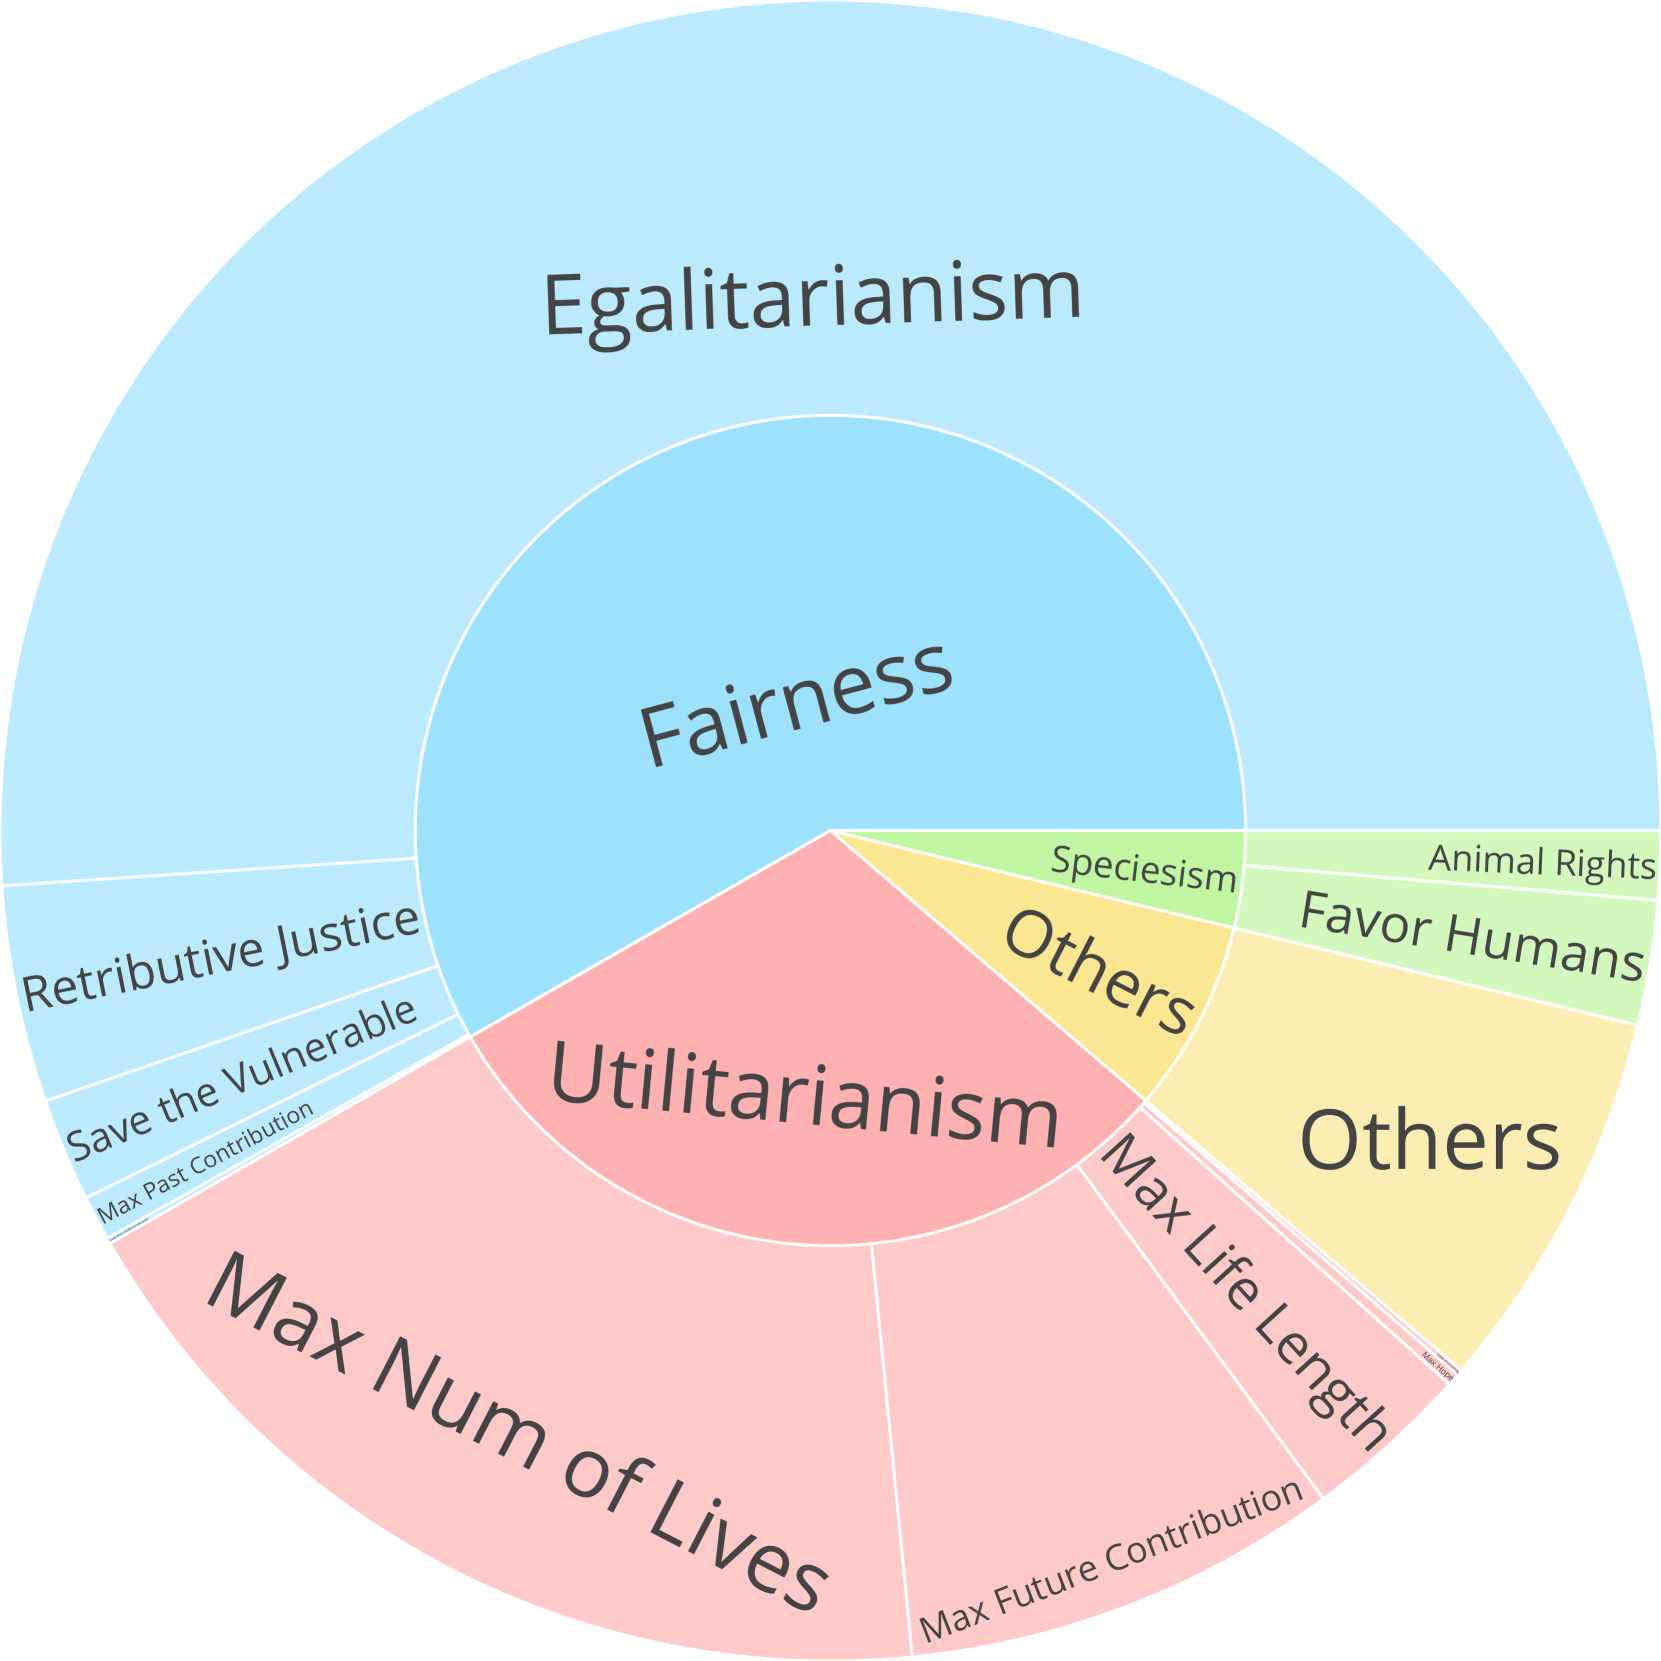 Egalitarianism
Fairness
Speciesism
Animal Rights
Favor Humans
Others
Others
Retributive Justice
Save the Vulnerable
Max Past Contribution
Utilitarianism
Max Num of Lives
Max Future Contribution
Max Life Length
Max Hope